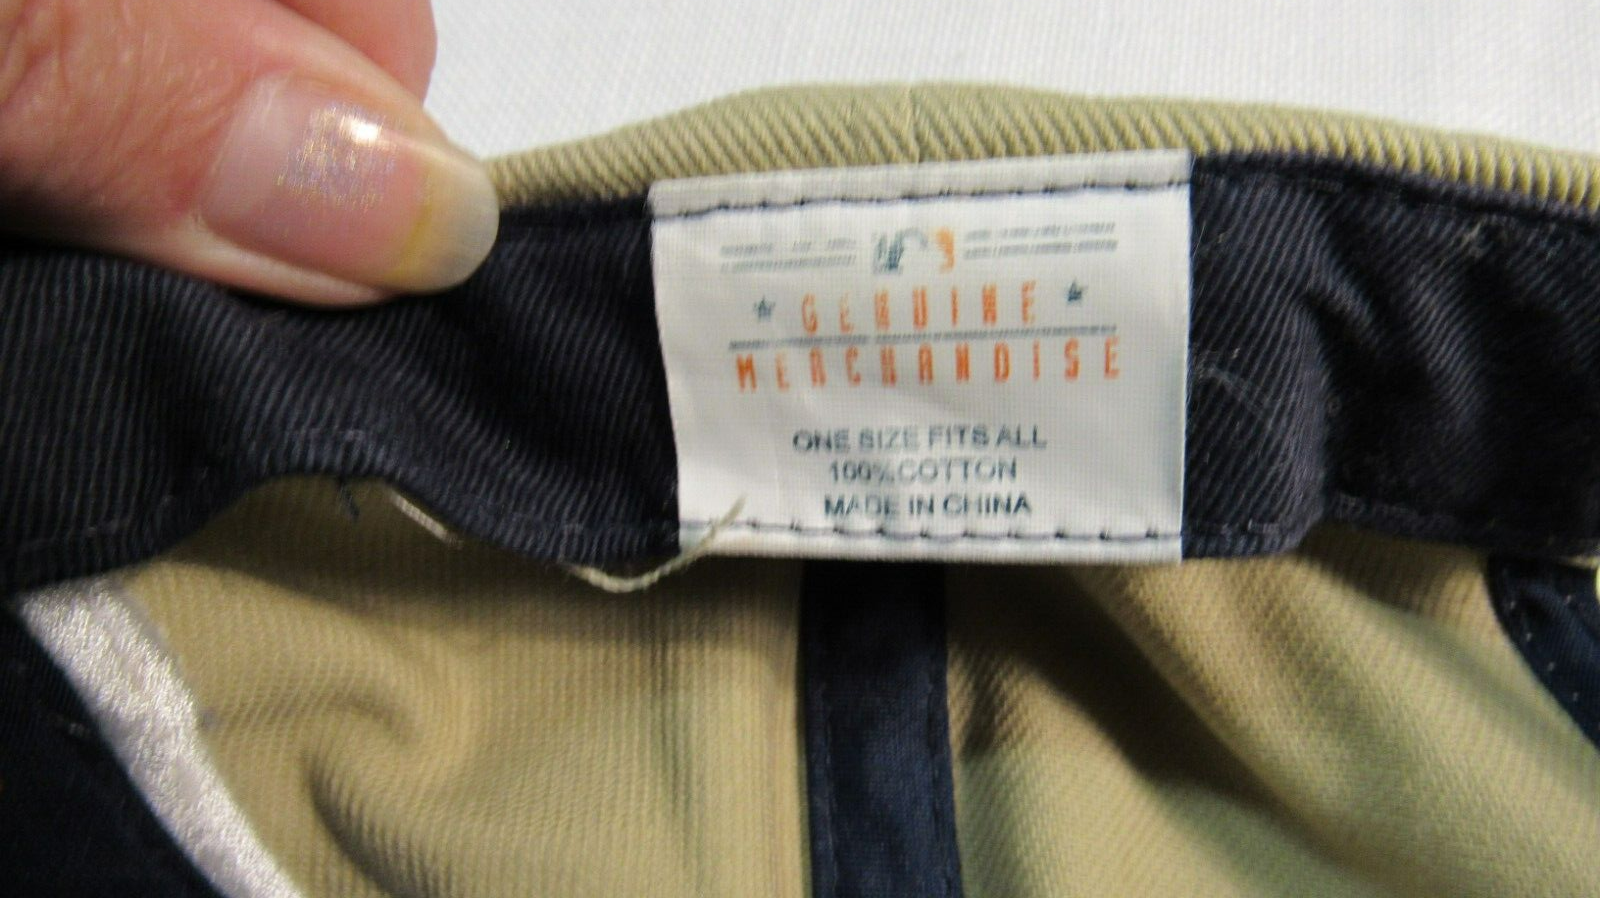 GENUINE
MERCHANDISE
ONE SIZE FITS ALL
100% COTTON
MADE IN CHINA